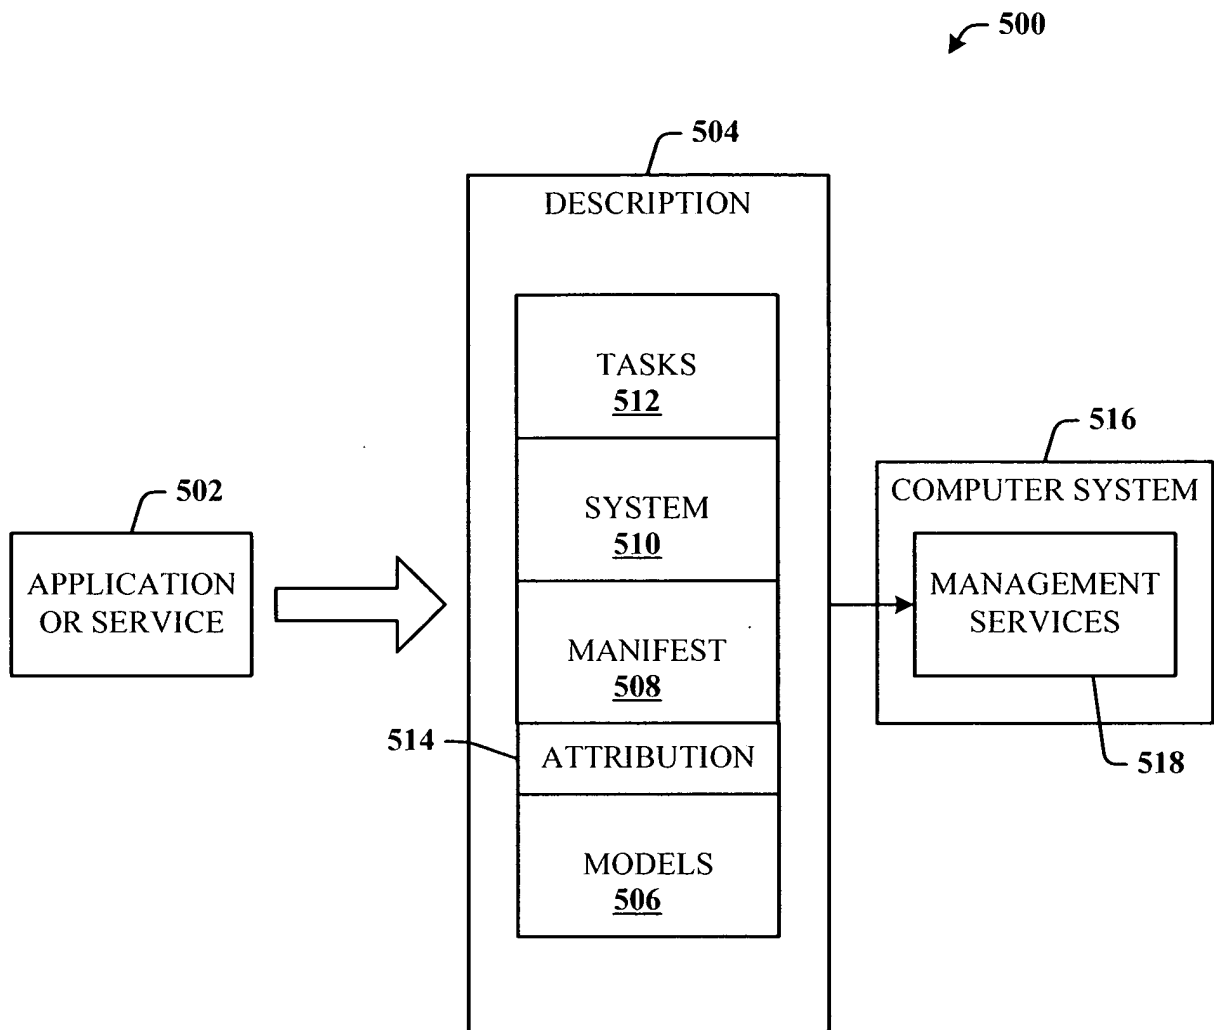 500
504
DESCRIPTION
TASKS
512
SYSTEM
510
MANIFEST
508
514
ATTRIBUTION
MODELS
506
502
APPLICATION
OR SERVICE
516
COMPUTER SYSTEM
MANAGEMENT
SERVICES
518